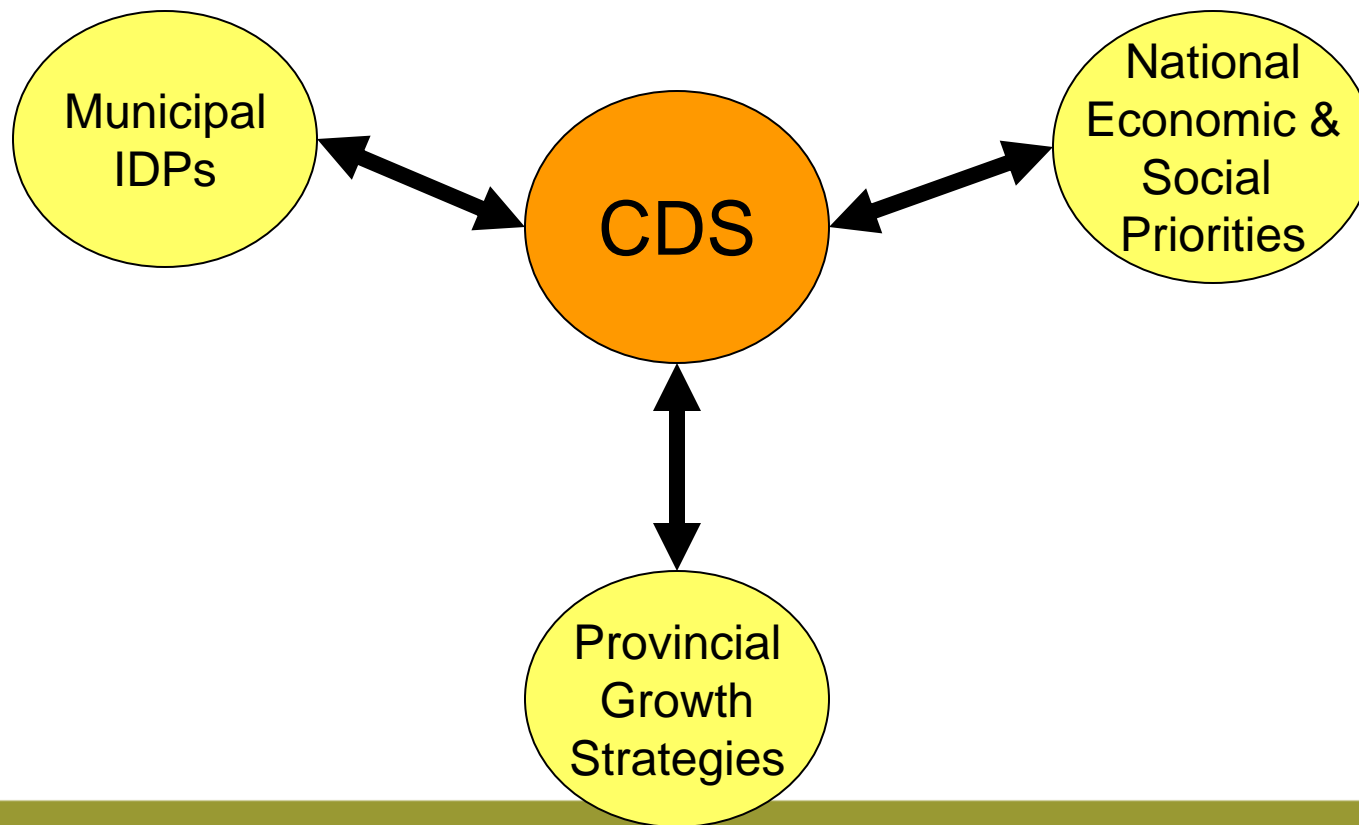 Municipal
IDPs
CDS
National
Economic &
Social
Priorities
Provincial
Growth
Strategies